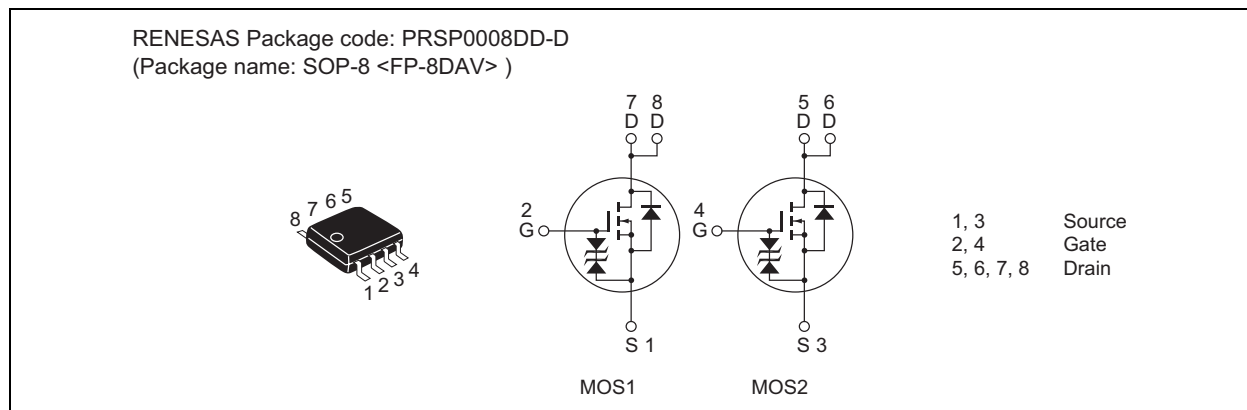 RENESAS Package code: PRSP0008DD-D
(Package name: SOP-8 <FP-8DAV> )
8 7 6 5
1 2 3 4
7 8
D D
2
G
S 1
MOS1
5 6
D D
4
G
S 3
MOS2
1, 3 Source
2, 4 Gate
5, 6, 7, 8 Drain